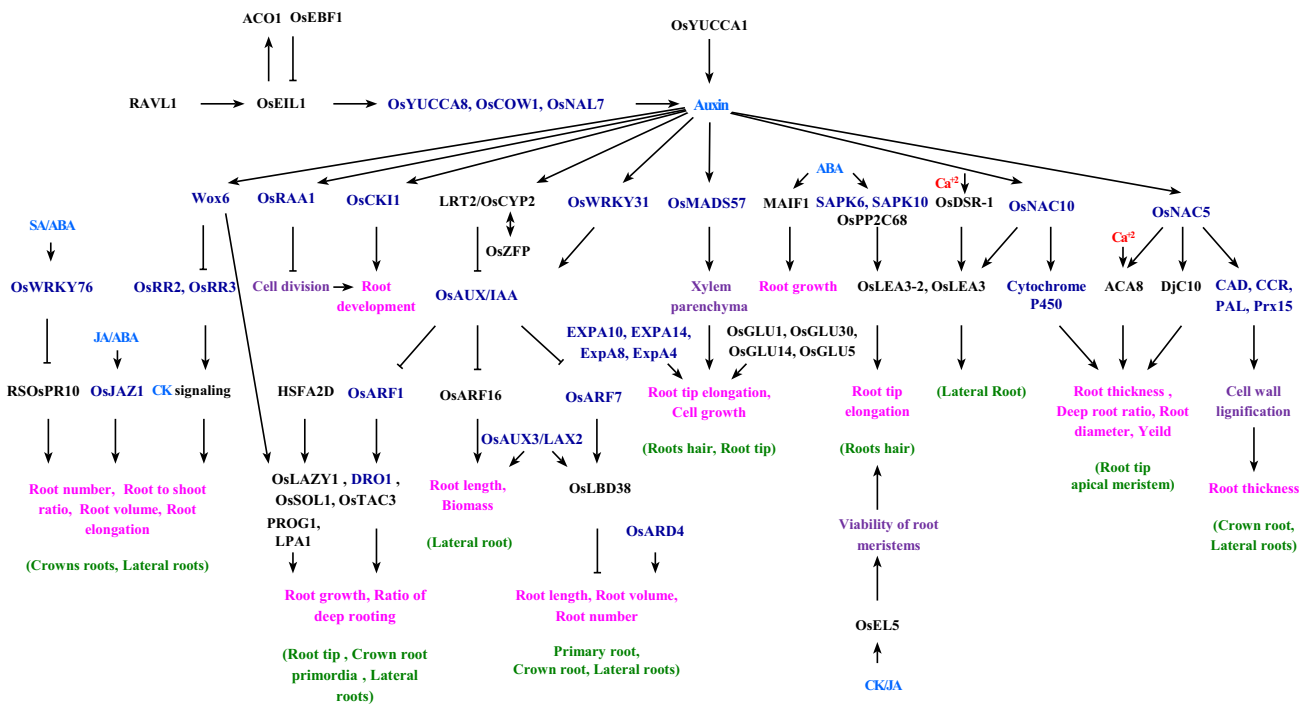 ACO1 OsEBF1
OsYUCCA1
RAVL1
OsEIL1
OsYUCCA8, OsCOW1, OsNAL7
Auxin
ABA
Ca+2
Wox6
OsRAA1
OsCKI1
LRT2/OsCYP2
OsWRKY31
OsMADS57
MAIF1
SAPK6, SAPK10
OsPP2C68
OsDSR-1
OsNAC10
OsNAC5
SA/ABA
OsZFP
Ca+2
OsWRKY76
OsRR2, OsRR3
Cell division
Root
development
OsAUX/IAA
Xylem
parenchyma
Root growth
OsLEA3-2, OsLEA3
Cytochrome
P450
ACA8
DjC10
CAD, CCR,
PAL, Prx15
JA/ABA
EXPA10, EXPA14,
ExpA8, ExpA4
OsGLU1, OsGLU30,
OsGLU14, OsGLU5
RSOsPR10
OsJAZ1
CK signaling
HSFA2D
OsARF1
OsARF16
OsARF7
Root tip elongation,
Cell growth
Root tip
elongation
(Lateral Root)
Root thickness ,
Deep root ratio, Root
diameter, Yeild
Cell wall
lignification
OsAUX3/LAX2
(Roots hair, Root tip)
(Roots hair)
(Root tip
apical meristem)
Root number, Root to shoot
ratio, Root volume, Root
elongation
OsLAZY1 , DRO1 ,
OsSOL1, OsTAC3
PROG1,
LPA1
Root length,
Biomass
OsLBD38
Root thickness
(Lateral root)
OsARD4
Viability of root
meristems
(Crown root,
Lateral roots)
(Crowns roots, Lateral roots)
Root growth, Ratio of
deep rooting
Root length, Root volume,
Root number
OsEL5
(Root tip , Crown root
primordia , Lateral
roots)
Primary root,
Crown root, Lateral roots)
CK/JA